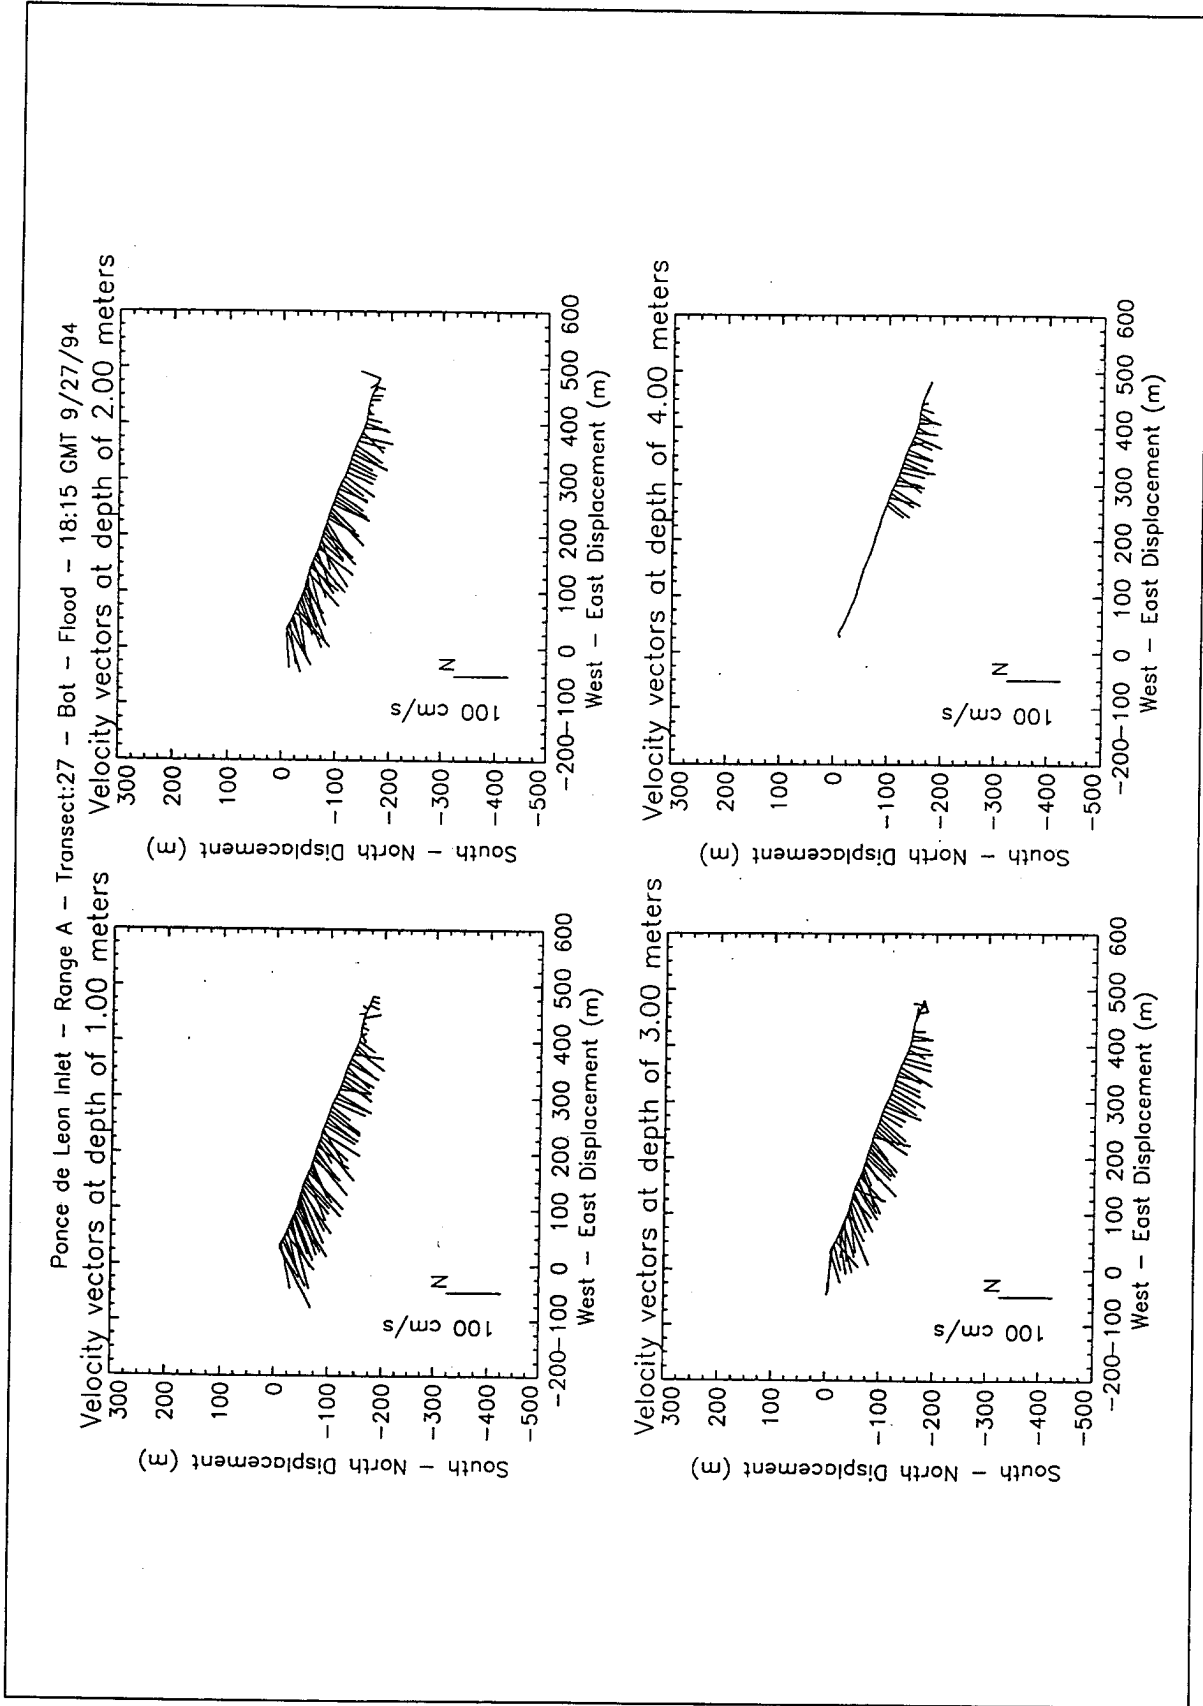 Ponce de Leon Inlet – Range A – Transect:27 – Bot – Flood – 18:15 GMT 9/27/94
Velocity vectors at depth of 1.00 meters
300
200
100
0
–100
–200
–300
–400
–500
South – North Displacement (m)
N
100 cm/s
–200–100 0 100 200 300 400 500 600
West – East Displacement (m)
Velocity vectors at depth of 2.00 meters
300
200
100
0
–100
–200
–300
–400
–500
South – North Displacement (m)
N
100 cm/s
–200–100 0 100 200 300 400 500 600
West – East Displacement (m)
Velocity vectors at depth of 3.00 meters
300
200
100
0
–100
–200
–300
–400
–500
South – North Displacement (m)
N
100 cm/s
–200–100 0 100 200 300 400 500 600
West – East Displacement (m)
Velocity vectors at depth of 4.00 meters
300
200
100
0
–100
–200
–300
–400
–500
South – North Displacement (m)
N
100 cm/s
–200–100 0 100 200 300 400 500 600
West – East Displacement (m)